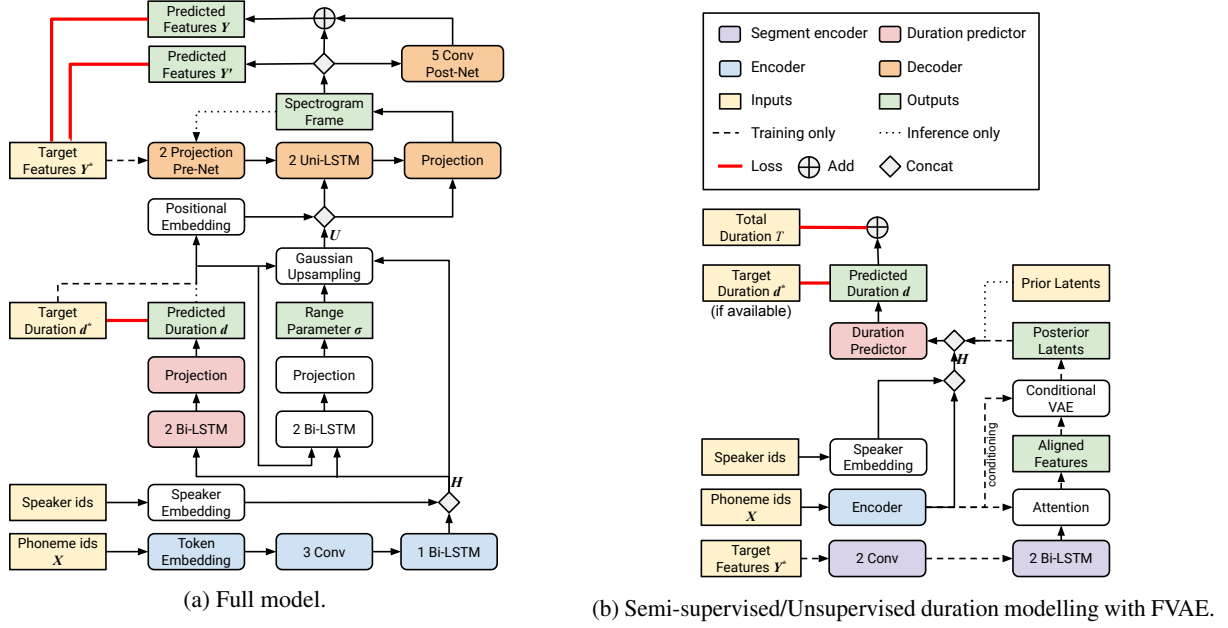 Predicted
Features Y
Predicted
Features Y'
5 Conv
Post-Net
Spectrogram
Frame
Target
Features Y*
2 Projection
Pre-Net
2 Uni-LSTM
Projection
Positional
Embedding
U
Gaussian
Upsampling
Target
Duration d*
Predicted
Duration d
Range
Parameter σ
Projection
Projection
2 Bi-LSTM
2 Bi-LSTM
H
Speaker ids
Speaker
Embedding
Phoneme ids
X
Token
Embedding
3 Conv
1 Bi-LSTM
(a) Full model.
Segment encoder
Duration predictor
Encoder
Decoder
Inputs
Outputs
Training only
Inference only
Loss
Add
Concat
Total
Duration T
Target
Duration d*
(if available)
Predicted
Duration d
Prior Latents
Duration
Predictor
H
Posterior
Latents
Conditional
VAE
conditioning
Speaker ids
Speaker
Embedding
Aligned
Features
Phoneme ids
X
Encoder
Attention
Target
Features Y*
2 Conv
2 Bi-LSTM
(b) Semi-supervised/Unsupervised duration modelling with FVAE.